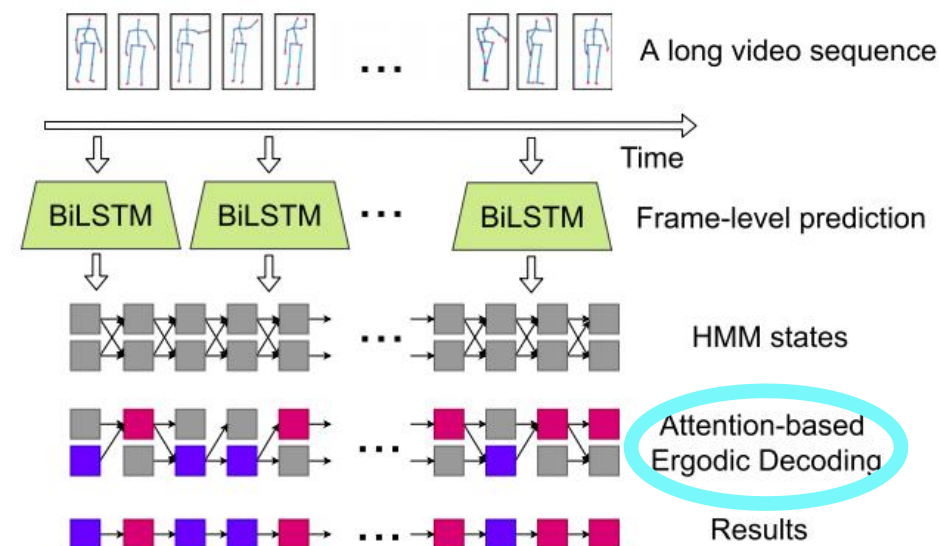 A long video sequence
Time
BiLSTM BiLSTM ... BiLSTM
Frame-level prediction
HMM states
Attention-based
Ergodic Decoding
Results